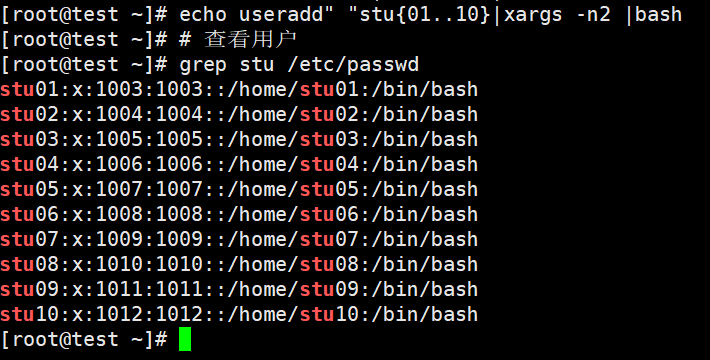 [root@test ~]# echo useradd" "stu{01..10}|xargs -n2 |bash
[root@test ~]# # 查看用户
[root@test ~]# grep stu /etc/passwd
stu01:x:1003:1003::/home/stu01:/bin/bash
stu02:x:1004:1004::/home/stu02:/bin/bash
stu03:x:1005:1005::/home/stu03:/bin/bash
stu04:x:1006:1006::/home/stu04:/bin/bash
stu05:x:1007:1007::/home/stu05:/bin/bash
stu06:x:1008:1008::/home/stu06:/bin/bash
stu07:x:1009:1009::/home/stu07:/bin/bash
stu08:x:1010:1010::/home/stu08:/bin/bash
stu09:x:1011:1011::/home/stu09:/bin/bash
stu10:x:1012:1012::/home/stu10:/bin/bash
[root@test ~]#